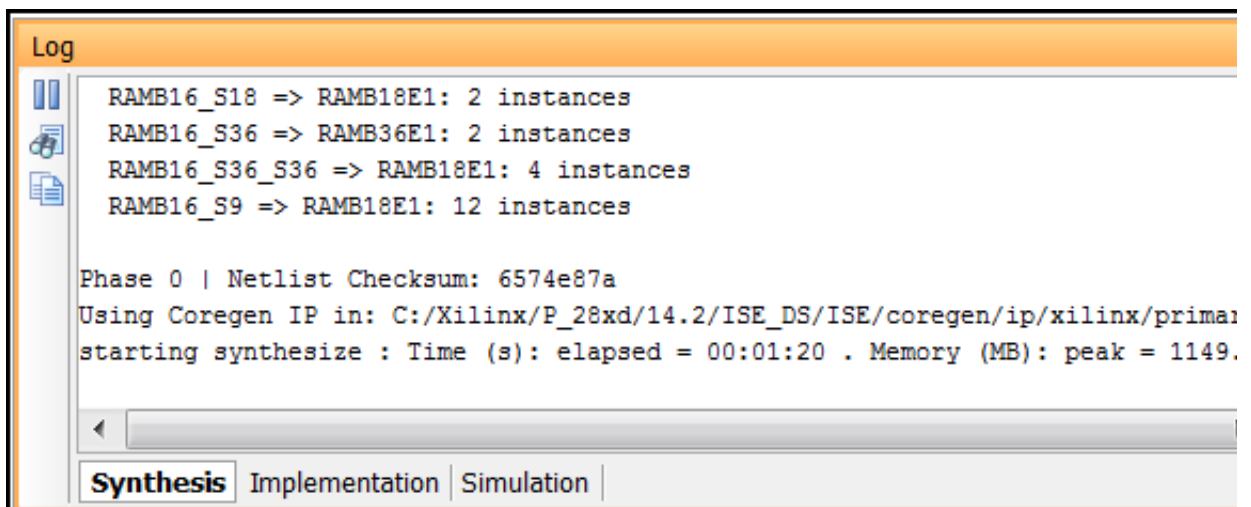 Log
RAMB16_S18 => RAMB18E1: 2 instances
RAMB16_S36 => RAMB36E1: 2 instances
RAMB16_S36_S36 => RAMB18E1: 4 instances
RAMB16_S9 => RAMB18E1: 12 instances
Phase 0 | Netlist Checksum: 6574e87a
Using Coregen IP in: C:/Xilinx/P_28xd/14.2/ISE_DS/ISE/coregen/ip/xilinx/primar
starting synthesize : Time (s): elapsed = 00:01:20 . Memory (MB): peak = 1149.
Synthesis Implementation Simulation